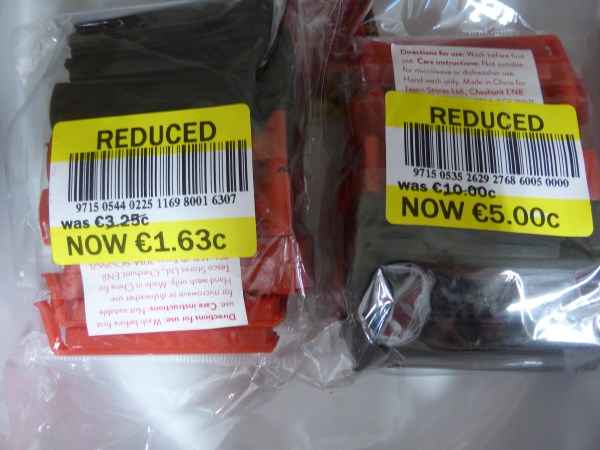 REDUCED
9715 0544 0225 1169 8001 6307
was €3.25c
NOW €1.63c
Directions for use: Wash before first
use. Care instructions: Not suitable
for microwave or dishwasher use.
Hand wash only. Made in China for
Tesco Stores Ltd., Cheshunt EN8
Directions for use: Wash before first
use. Care instructions: Not suitable
for microwave or dishwasher use.
Hand wash only. Made in China for
Tesco Stores Ltd., Cheshunt EN8
REDUCED
9715 0535 2629 2768 6005 0000
was €10.00c
NOW €5.00c